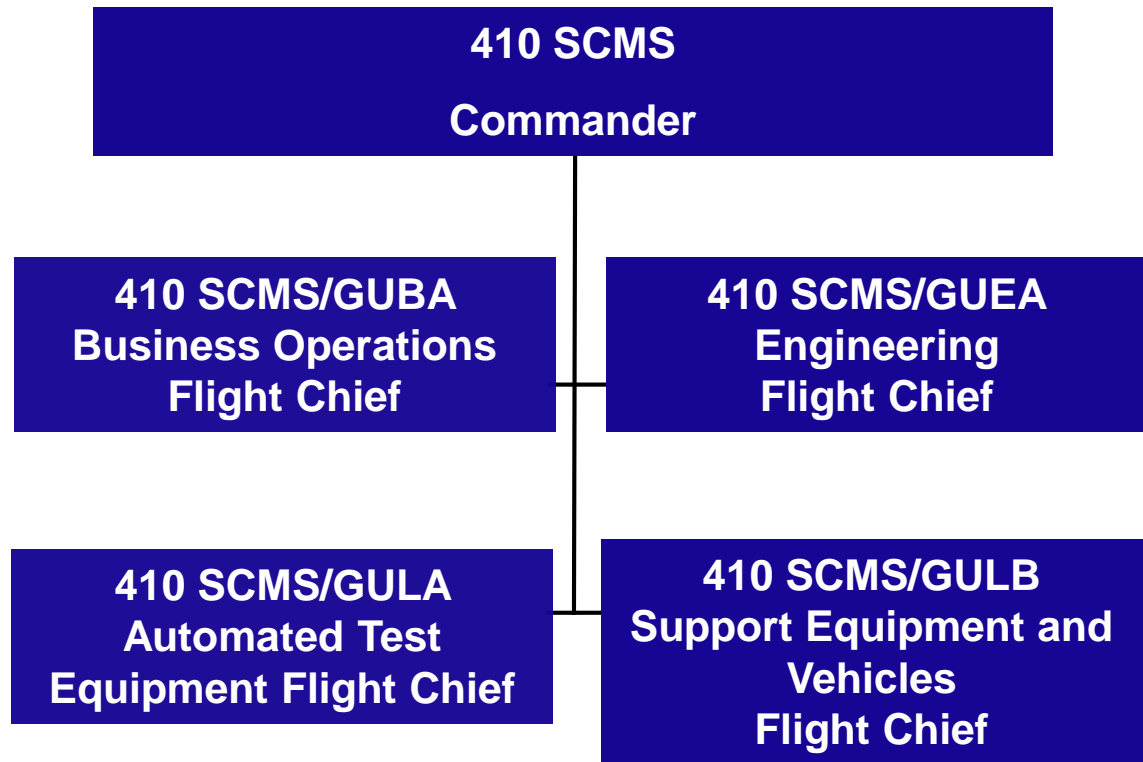 410 SCMS
Commander
410 SCMS/GUBA
Business Operations
Flight Chief
410 SCMS/GUEA
Engineering
Flight Chief
410 SCMS/GULA
Automated Test
Equipment Flight Chief
410 SCMS/GULB
Support Equipment and
Vehicles
Flight Chief